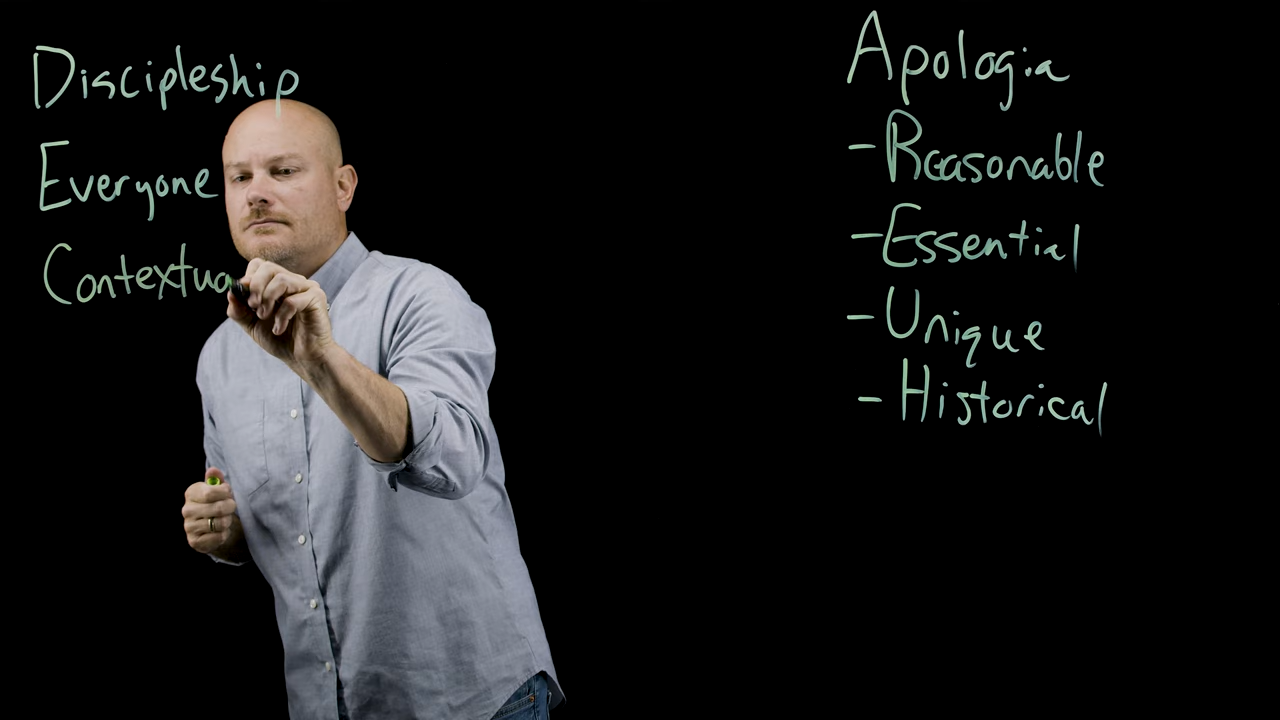 Discipleship
Everyone
Contextua
Apologia
-Reasonable
-Essential
-Unique
-Historical